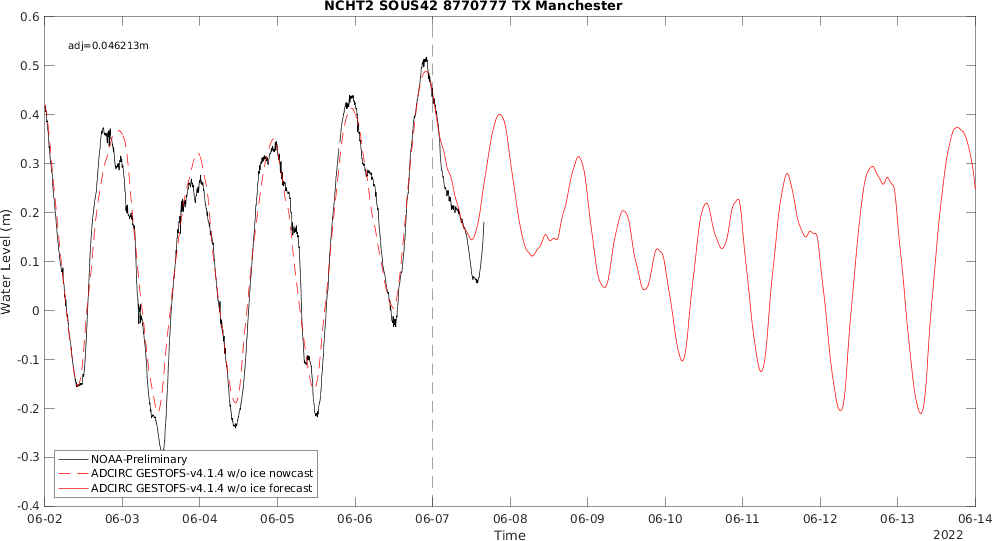 NCHT2 SOUS42 8770777 TX Manchester
adj=0.046213m
0.6
0.5
0.4
0.3
0.2
0.1
0
-0.1
-0.2
-0.3
-0.4
Water Level (m)
NOAA-Preliminary
ADCIRC GESTOFS-v4.1.4 w/o ice nowcast
ADCIRC GESTOFS-v4.1.4 w/o ice forecast
06-02 06-03 06-04 06-05 06-06 06-07 06-08 06-09 06-10 06-11 06-12 06-13 06-14
Time
2022